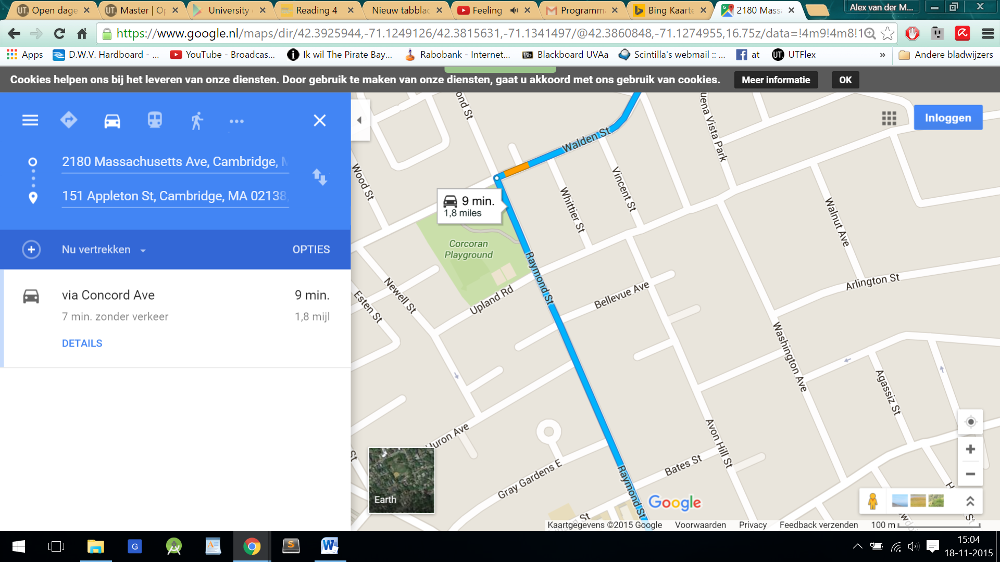 Open dage
Master | O
University
Reading 4
Nieuw tabblad
Feeling
Programm
Bing Kaarte
2180 Mass
Alex van der M...
https://www.google.nl/maps/dir/42.3925944,-71.1249126/42.3815631,-71.1341497/@42.3860848,-71.1274955,16.75z/data=!4m9!4m8!1
Apps
D.W.V. Hardboard - ...
YouTube - Broadcas...
Ik wil The Pirate Bay...
Rabobank - Internet...
Blackboard UVAa
Scintilla's webmail :: ...
at
UTFlex
»
Andere bladwijzers
Cookies helpen ons bij het leveren van onze diensten. Door gebruik te maken van onze diensten, gaat u akkoord met ons gebruik van cookies.
Meer informatie
OK
2180 Massachusetts Ave, Cambridge, M
151 Appleton St, Cambridge, MA 02138,
Nu vertrekken
OPTIES
via Concord Ave
9 min.
7 min. zonder verkeer
1,8 mijl
DETAILS
Inloggen
ond St
Walden St
uena Vista Park
Wood St
9 min.
1,8 miles
Vincent St
Whittier St
Walnut Ave
Corcoran
Playground
Raymond St
Newell St
Esten St
Upland Rd
Bellevue Ave
Arlington St
Washington Ave
Agassiz St
Huron Ave
Avon Hill St
Bates St
Gray Gardens E
Raymond St
St
St
Earth
Google
Kaartgegevens ©2015 Google
Voorwaarden
Privacy
Feedback verzenden
100 m
15:04
18-11-2015